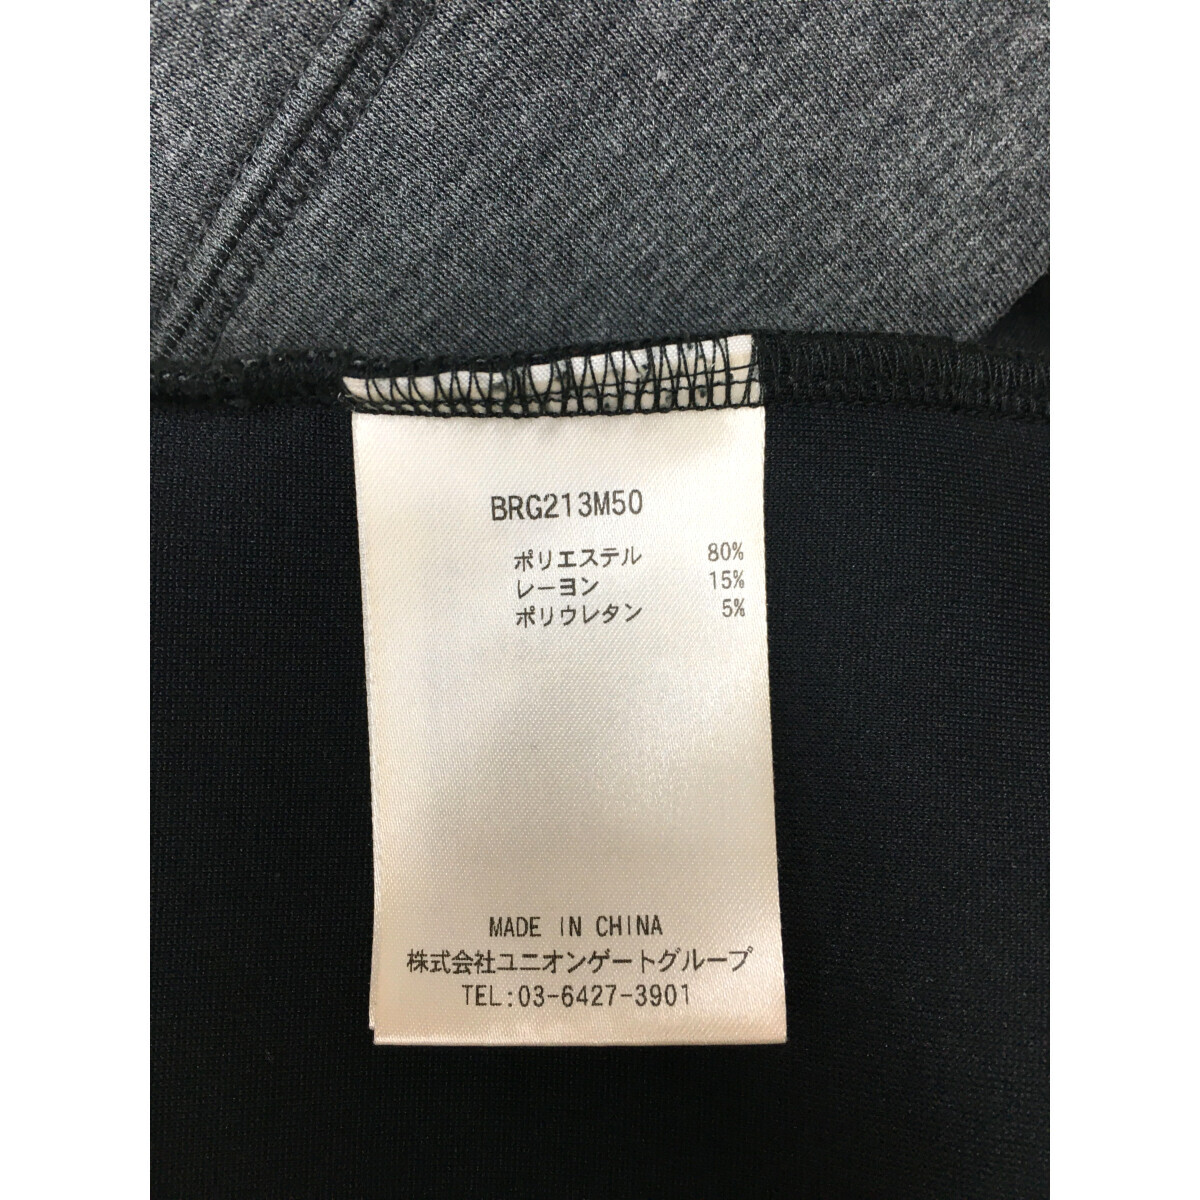 BRG213M50
ポリエステル 80%
レーヨン 15%
ポリウレタン 5%
MADE IN CHINA
株式会社ユニオンゲートグループ
TEL:03-6427-3901